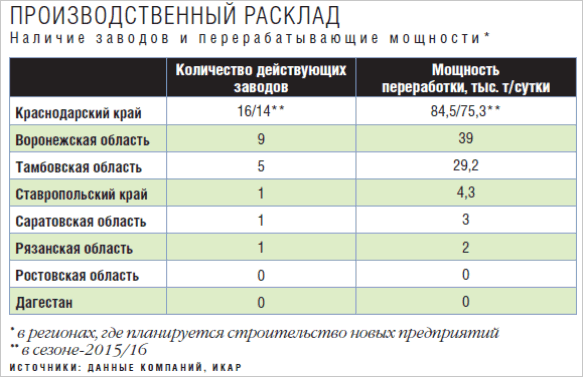 ПРОИЗВОДСТВЕННЫЙ РАСКЛАД
Наличие заводов и перерабатывающие мощности*
Количество действующих заводов Мощность переработки, тыс. т/сутки
Краснодарский край 16/14** 84,5/75,3**
Воронежская область 9 39
Тамбовская область 5 29,2
Ставропольский край 1 4,3
Саратовская область 1 3
Рязанская область 1 2
Ростовская область 0 0
Дагестан 0 0
* в регионах, где планируется строительство новых предприятий
** в сезоне-2015/16
ИСТОЧНИКИ: ДАННЫЕ КОМПАНИЙ, ИКАР